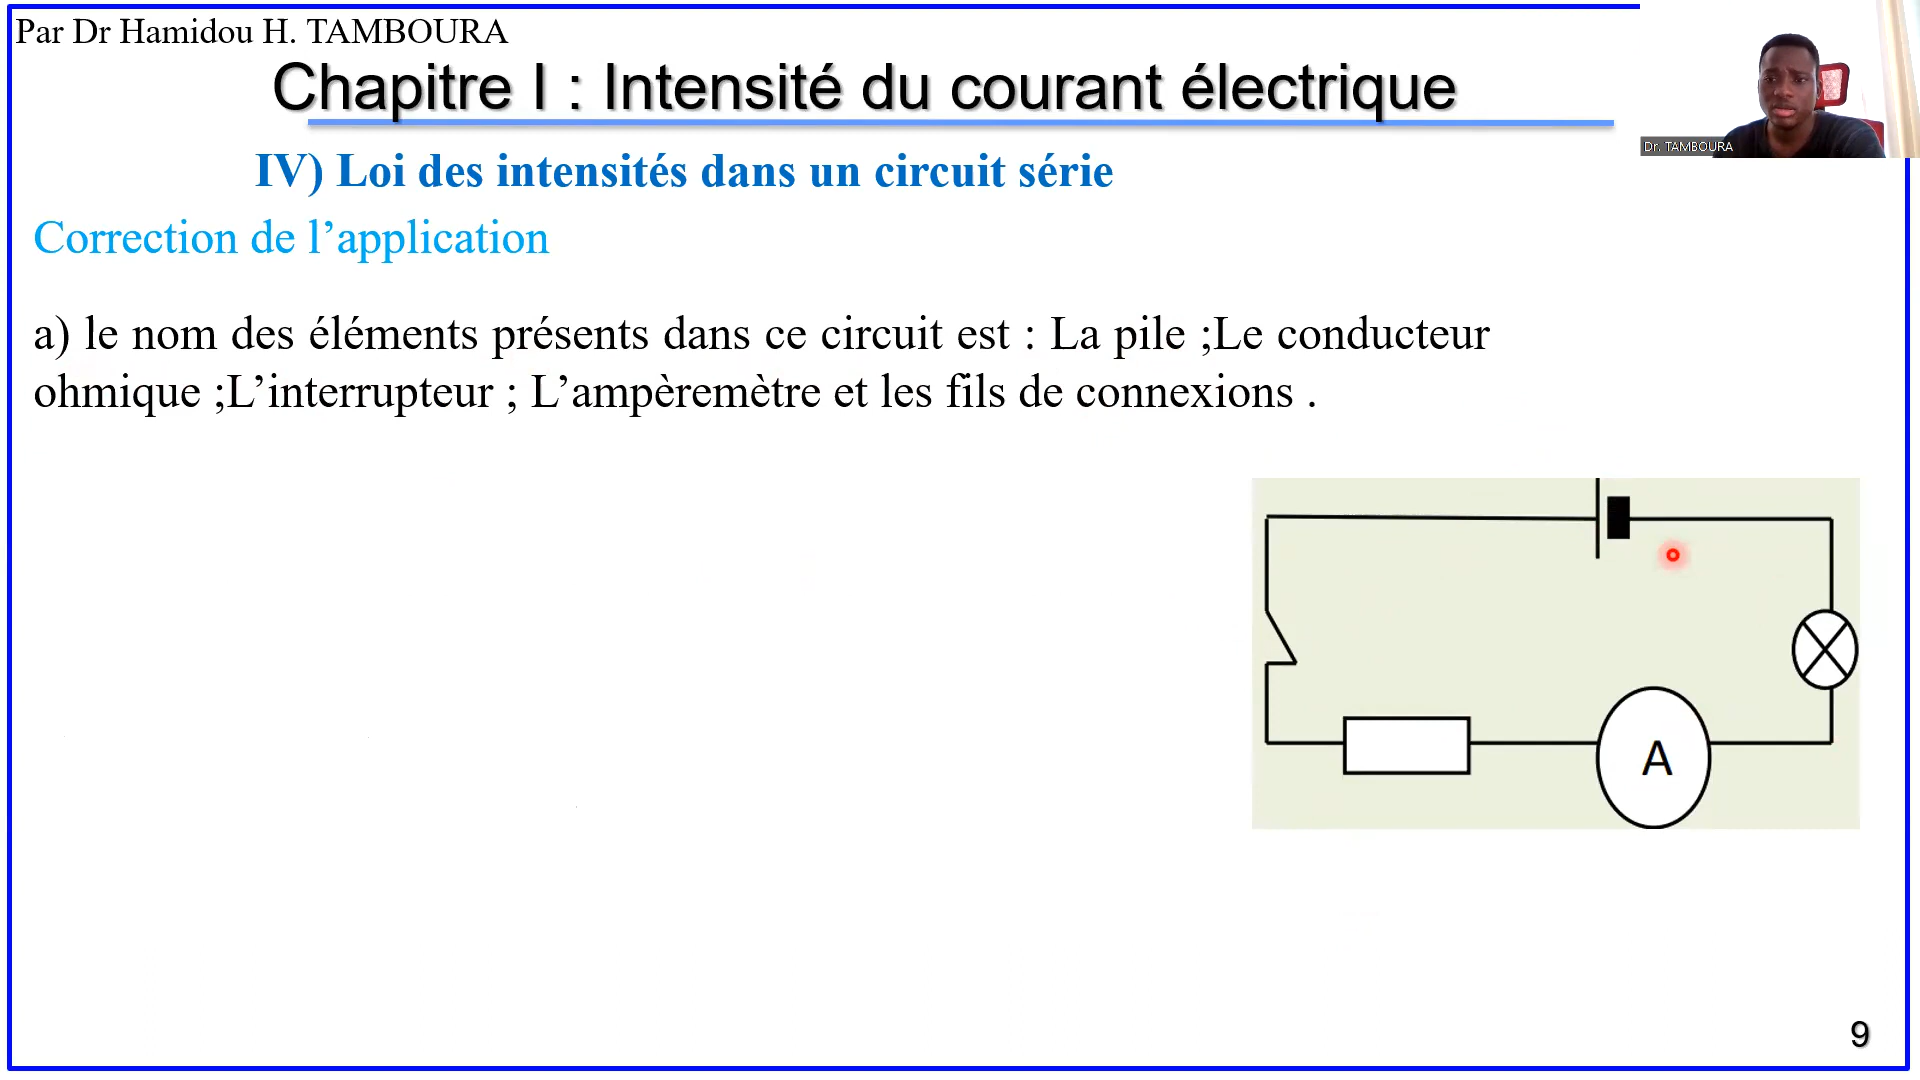 Par Dr Hamidou H. TAMBOURA
Chapitre I : Intensité du courant électrique
Dr. TAMBOURA
IV) Loi des intensités dans un circuit série
Correction de l’application
a) le nom des éléments présents dans ce circuit est : La pile ;Le conducteur
ohmique ;L’interrupteur ; L’ampèremètre et les fils de connexions .
A
9